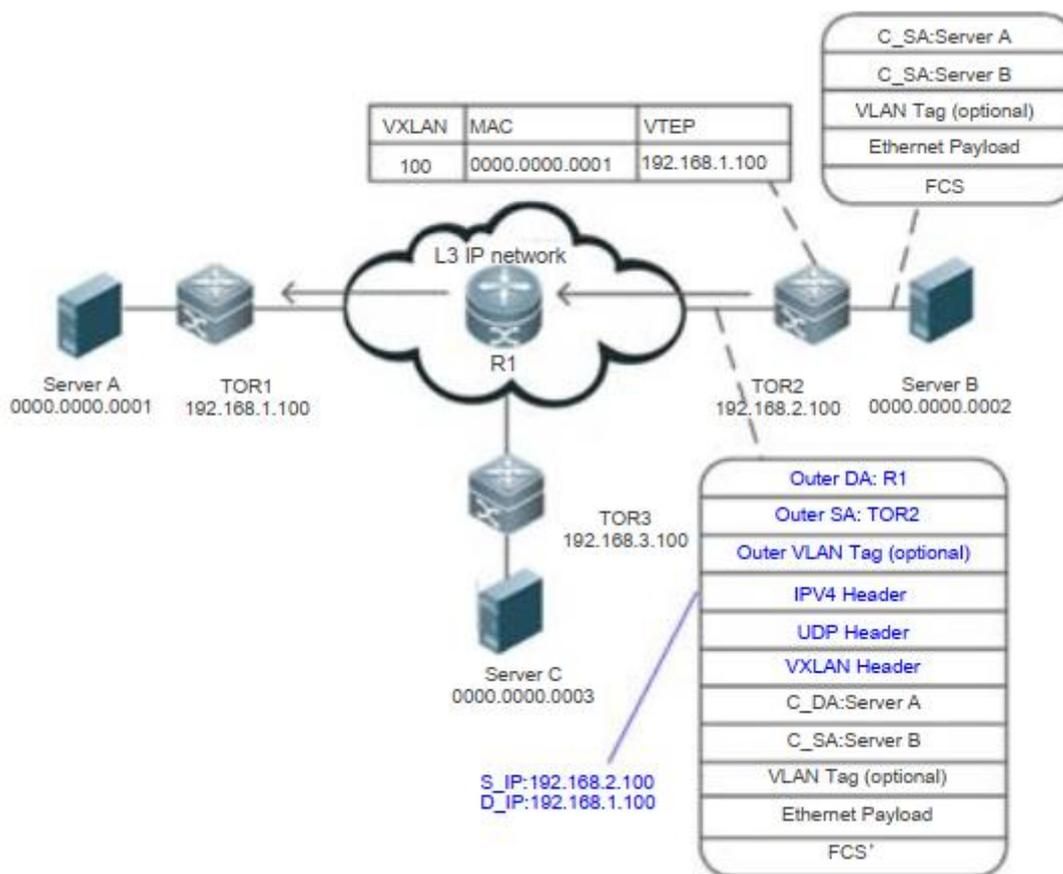 C_SA:Server A
C_SA:Server B
VLAN Tag (optional)
Ethernet Payload
FCS
VXLAN MAC VTEP
100 0000.0000.0001 192.168.1.100
L3 IP network
R1
Server A
0000.0000.0001
TOR1
192.168.1.100
TOR2
192.168.2.100
Server B
0000.0000.0002
TOR3
192.168.3.100
Server C
0000.0000.0003
Outer DA: R1
Outer SA: TOR2
Outer VLAN Tag (optional)
IPV4 Header
UDP Header
VXLAN Header
C_DA:Server A
C_SA:Server B
VLAN Tag (optional)
Ethernet Payload
FCS'
S_IP:192.168.2.100
D_IP:192.168.1.100